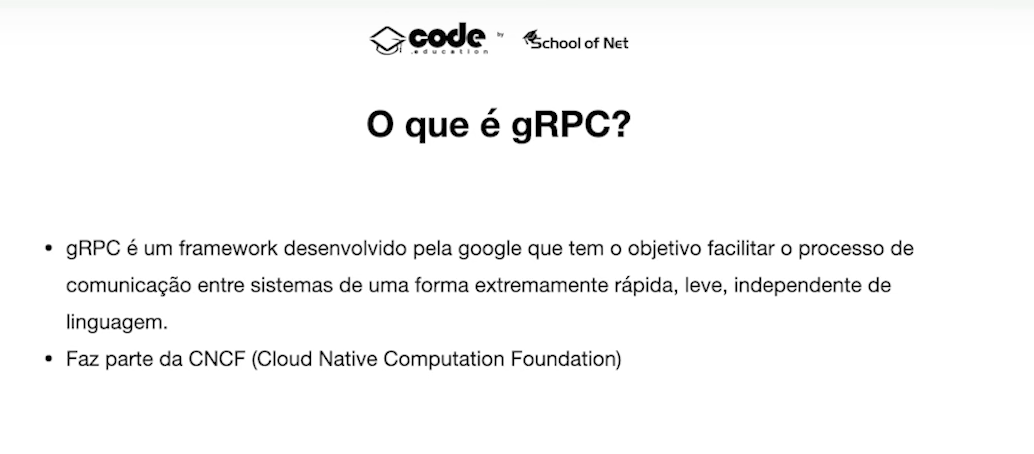 code by School of Net
.education
O que é gRPC?
• gRPC é um framework desenvolvido pela google que tem o objetivo facilitar o processo de
comunicação entre sistemas de uma forma extremamente rápida, leve, independente de
linguagem.
• Faz parte da CNCF (Cloud Native Computation Foundation)